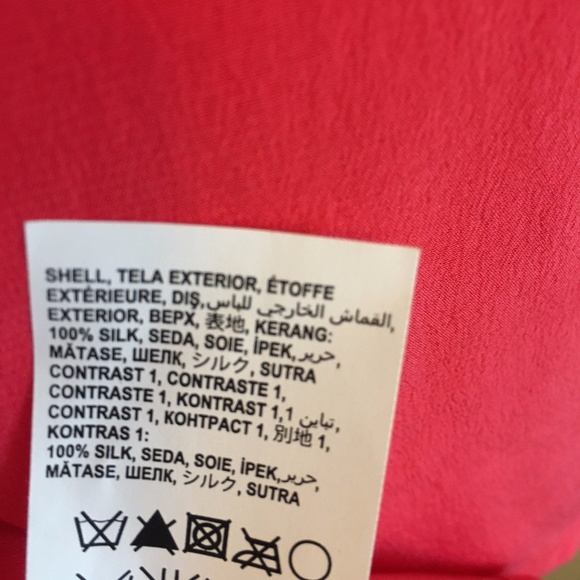 SHELL, TELA EXTERIOR, ÉTOFFE
EXTÉRIEURE, DIŞ, القماش الخارجي للباس,
EXTERIOR, ВЕРХ, 表地, KERANG:
100% SILK, SEDA, SOIE, İPEK, حرير,
MĂTASE, ШЕЛК, シルク, SUTRA
CONTRAST 1, CONTRASTE 1,
CONTRASTE 1, KONTRAST 1, تباين 1,
CONTRAST 1, КОНТРАСТ 1, 別地 1,
KONTRAS 1:
100% SILK, SEDA, SOIE, İPEK, حرير,
MĂTASE, ШЕЛК, シルク, SUTRA